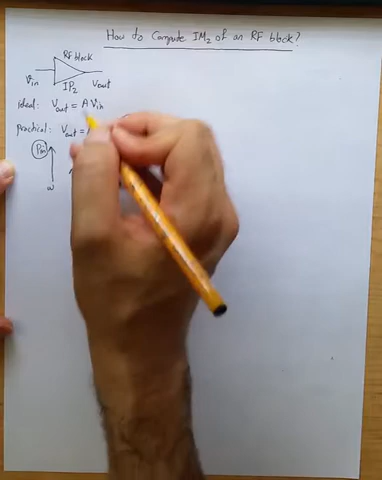 How to Compute IM₂ of an RF block?
RF block
Vin
IP₂
Vout
ideal: Vout = A Vin
practical: Vout =
Pin
ω